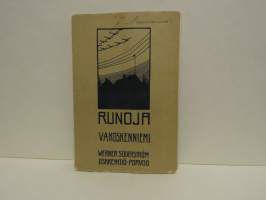 RUNOJA
V.A.KOSKENNIEMI
WERNER SÖDERSTRÖM
OSAKEYHTIÖ-PORVOO